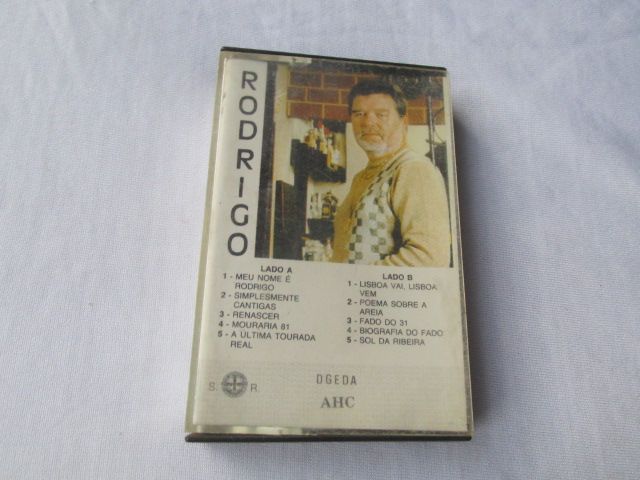 RODRIGO
LADO A
1 - MEU NOME É
RODRIGO
2 - SIMPLESMENTE
CANTIGAS
3 - RENASCER
4 - MOURARIA 81
5 - A ÚLTIMA TOURADA
REAL
LADO B
1 - LISBOA VAI, LISBOA
VEM
2 - POEMA SOBRE A
AREIA
3 - FADO DO 31
4 - BIOGRAFIA DO FADO
5 - SOL DA RIBEIRA
S. R.
DGEDA
AHC